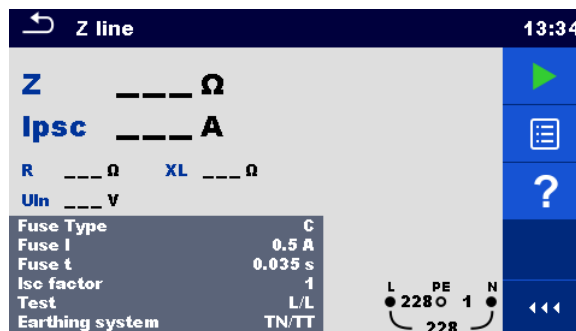 Z line 13:34
Z ___ Ω
Ipsc ___ A
R ___ Ω XL ___ Ω
Uln ___ V
Fuse Type C
Fuse I 0.5 A
Fuse t 0.035 s
Isc factor 1
Test L/L
Earthing system TN/TT
?
L PE N
228 1
228